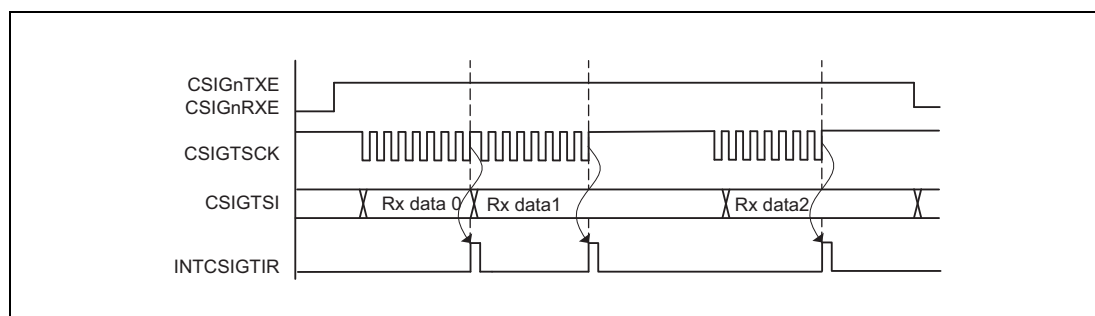 CSIGnTXE
CSIGnRXE
CSIGTSCK
CSIGTSI
Rx data 0
Rx data1
Rx data2
INTCSIGTIR